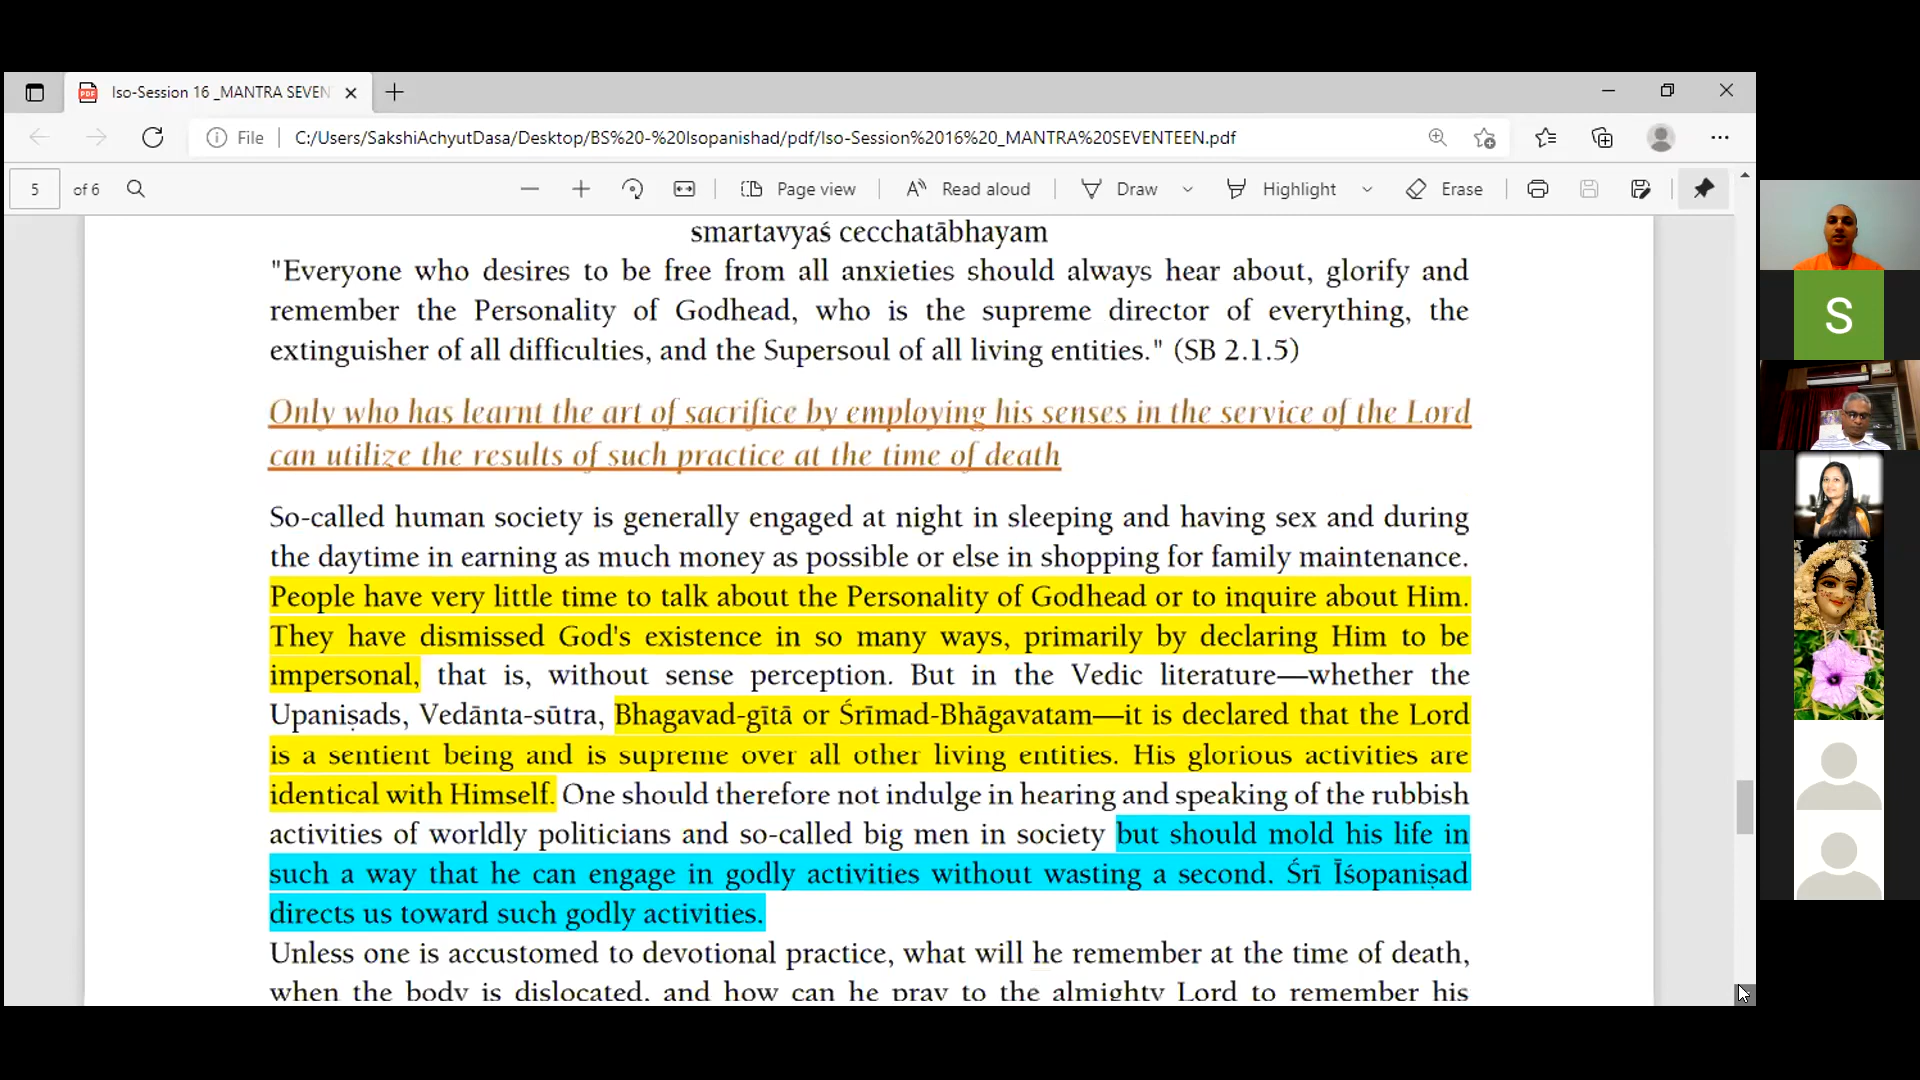 Iso-Session 16 _MANTRA SEVEN
File
C:/Users/SakshiAchyutDasa/Desktop/BS%20-%20Isopanishad/pdf/Iso-Session%2016%20_MANTRA%20SEVENTEEN.pdf
5 of 6
Page view
Read aloud
Draw
Highlight
Erase
smartavyaś cecchatābhayam
"Everyone who desires to be free from all anxieties should always hear about, glorify and
remember the Personality of Godhead, who is the supreme director of everything, the
extinguisher of all difficulties, and the Supersoul of all living entities." (SB 2.1.5)
Only who has learnt the art of sacrifice by employing his senses in the service of the Lord
can utilize the results of such practice at the time of death
So-called human society is generally engaged at night in sleeping and having sex and during
the daytime in earning as much money as possible or else in shopping for family maintenance.
People have very little time to talk about the Personality of Godhead or to inquire about Him.
They have dismissed God's existence in so many ways, primarily by declaring Him to be
impersonal, that is, without sense perception. But in the Vedic literature—whether the
Upaniṣads, Vedānta-sūtra, Bhagavad-gītā or Śrīmad-Bhāgavatam—it is declared that the Lord
is a sentient being and is supreme over all other living entities. His glorious activities are
identical with Himself. One should therefore not indulge in hearing and speaking of the rubbish
activities of worldly politicians and so-called big men in society but should mold his life in
such a way that he can engage in godly activities without wasting a second. Śrī Īśopaniṣad
directs us toward such godly activities.
Unless one is accustomed to devotional practice, what will he remember at the time of death,
when the body is dislocated, and how can he pray to the almighty Lord to remember his
S